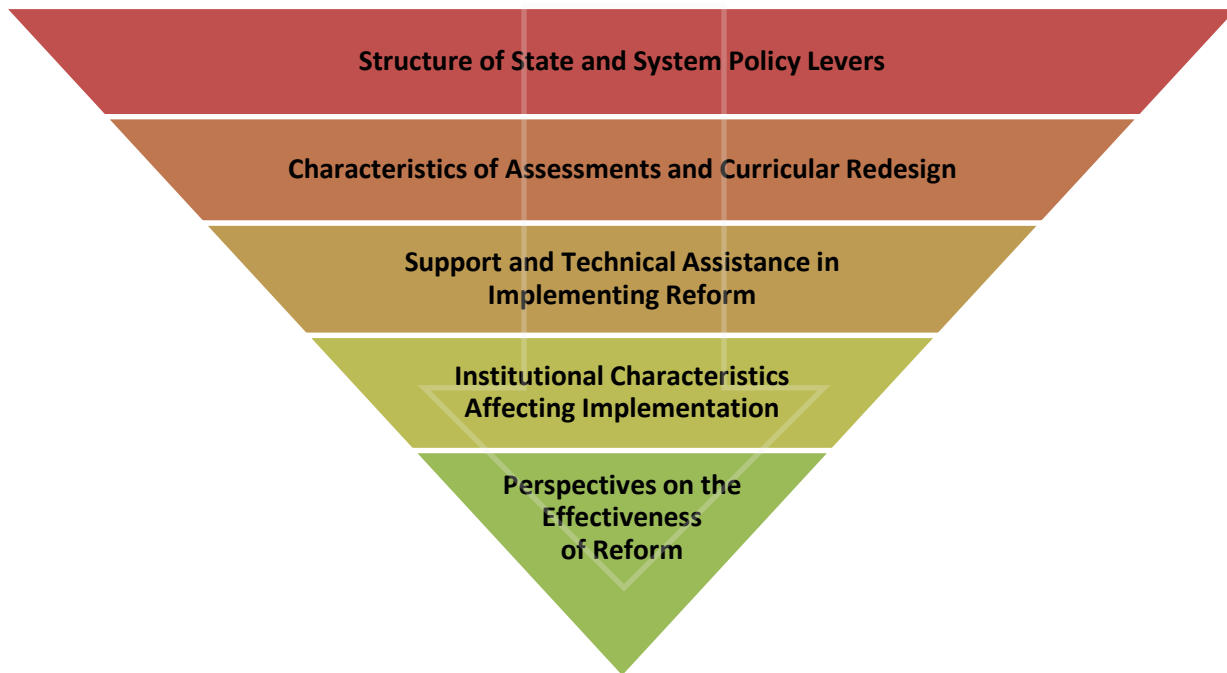 Structure of State and System Policy Levers
Characteristics of Assessments and Curricular Redesign
Support and Technical Assistance in
Implementing Reform
Institutional Characteristics
Affecting Implementation
Perspectives on the
Effectiveness
of Reform